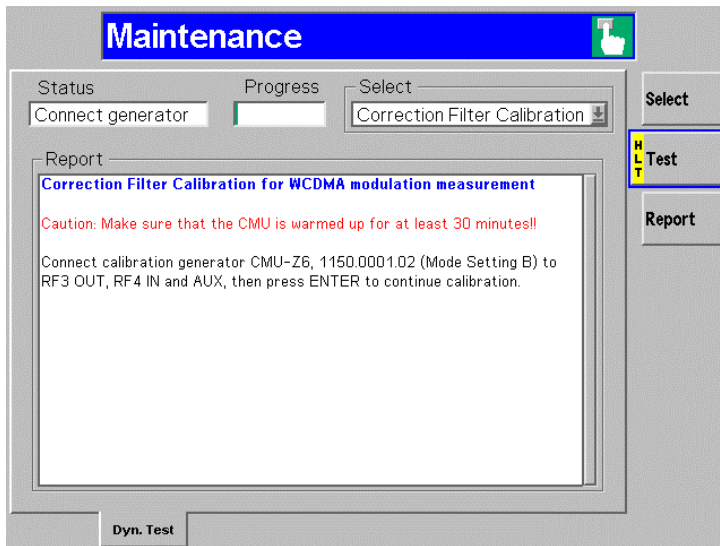 Maintenance
Status
Progress
Select
Connect generator
Correction Filter Calibration
Report
Correction Filter Calibration for WCDMA modulation measurement
Caution: Make sure that the CMU is warmed up for at least 30 minutes!!
Connect calibration generator CMU-Z6, 1150.0001.02 (Mode Setting B) to
RF3 OUT, RF4 IN and AUX, then press ENTER to continue calibration.
Select
HLT
Test
Report
Dyn. Test